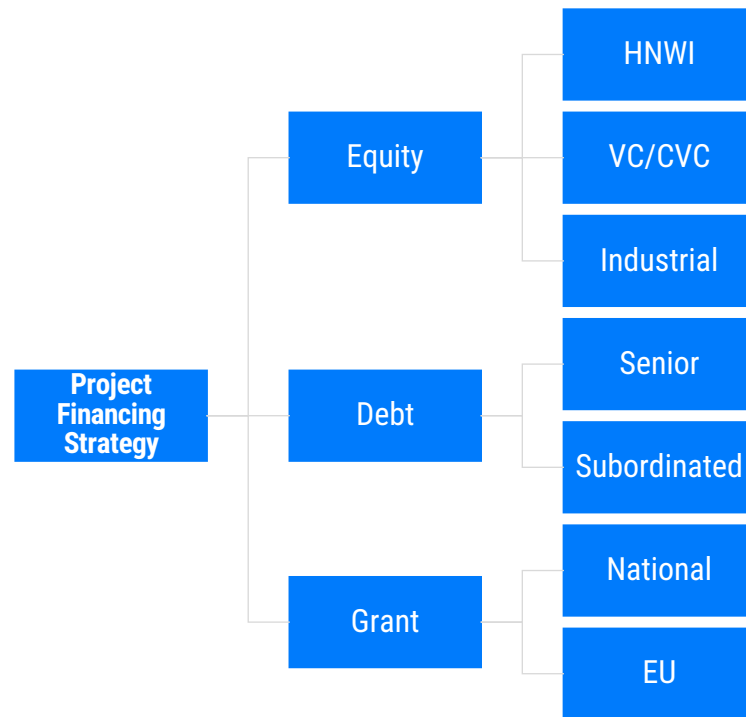 Project
Financing
Strategy
Equity
HNWI
VC/CVC
Industrial
Debt
Senior
Subordinated
Grant
National
EU